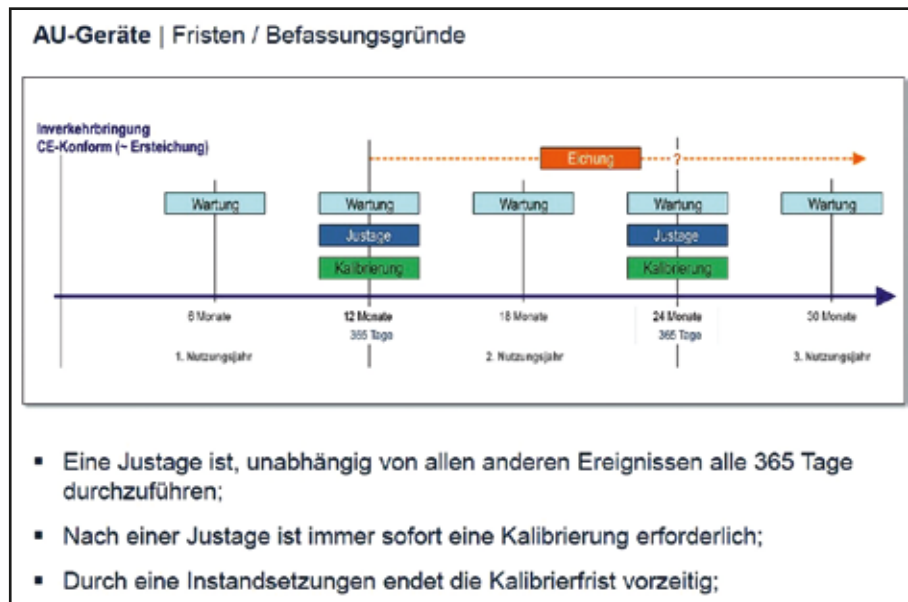 AU-Geräte | Fristen / Befassungsgründe
Inverkehrbringung
CE-Konform (~ Ersteichung)
Eichung
?
Wartung
Wartung
Wartung
Wartung
Wartung
Justage
Justage
Kalibrierung
Kalibrierung
6 Monate
12 Monate
18 Monate
24 Monate
30 Monate
365 Tage
365 Tage
1. Nutzungsjahr
2. Nutzungsjahr
3. Nutzungsjahr
▪ Eine Justage ist, unabhängig von allen anderen Ereignissen alle 365 Tage
durchzuführen;
▪ Nach einer Justage ist immer sofort eine Kalibrierung erforderlich;
▪ Durch eine Instandsetzungen endet die Kalibrierfrist vorzeitig;